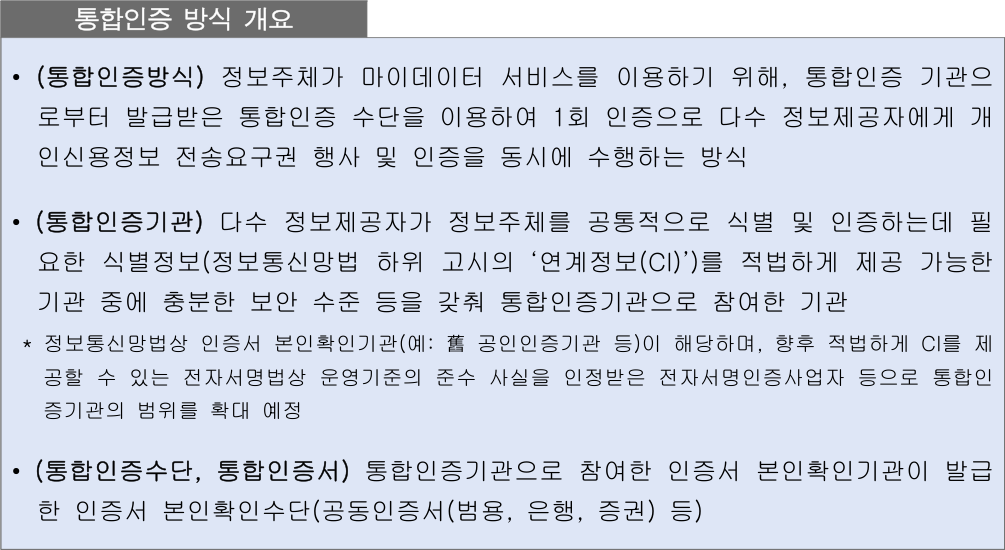 통합인증 방식 개요
• (통합인증방식) 정보주체가 마이데이터 서비스를 이용하기 위해, 통합인증 기관으
로부터 발급받은 통합인증 수단을 이용하여 1회 인증으로 다수 정보제공자에게 개
인신용정보 전송요구권 행사 및 인증을 동시에 수행하는 방식
• (통합인증기관) 다수 정보제공자가 정보주체를 공통적으로 식별 및 인증하는데 필
요한 식별정보(정보통신망법 하위 고시의 ‘연계정보(CI)’)를 적법하게 제공 가능한
기관 중에 충분한 보안 수준 등을 갖춰 통합인증기관으로 참여한 기관
* 정보통신망법상 인증서 본인확인기관(예: 舊 공인인증기관 등)이 해당하며, 향후 적법하게 CI를 제
공할 수 있는 전자서명법상 운영기준의 준수 사실을 인정받은 전자서명인증사업자 등으로 통합인
증기관의 범위를 확대 예정
• (통합인증수단, 통합인증서) 통합인증기관으로 참여한 인증서 본인확인기관이 발급
한 인증서 본인확인수단(공동인증서(범용, 은행, 증권) 등)